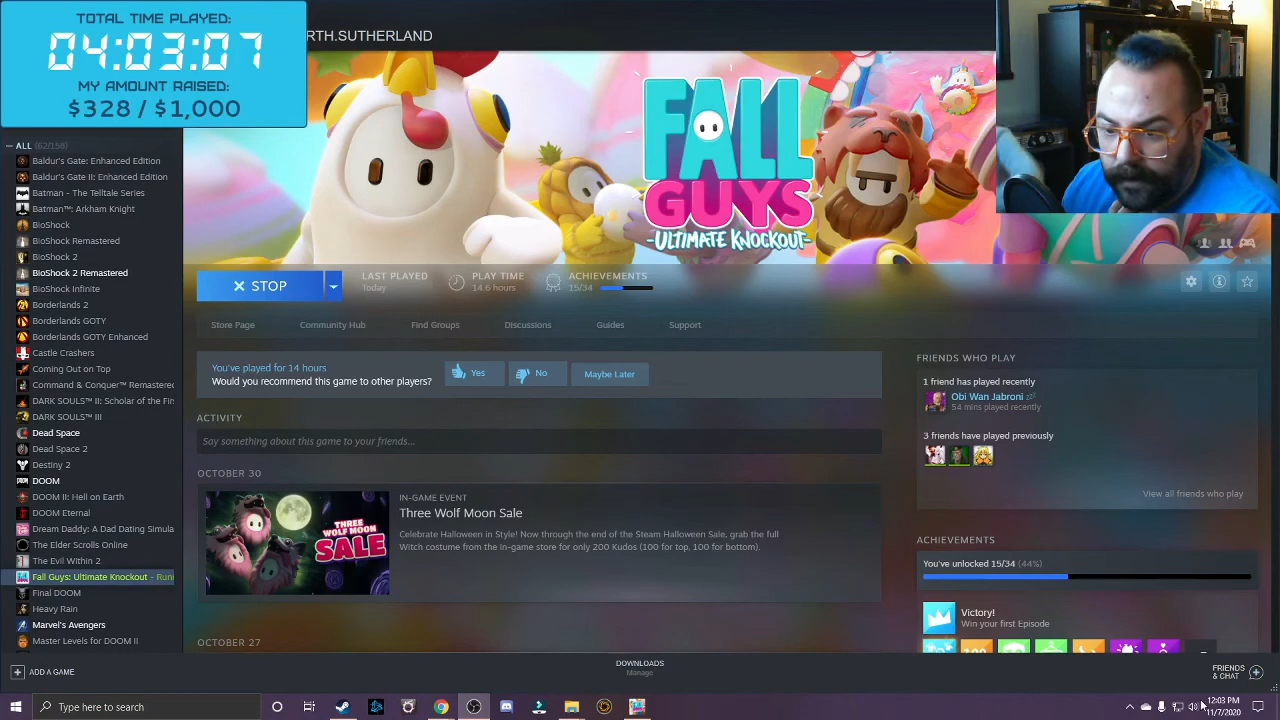 TOTAL TIME PLAYED:
04:03:07
MY AMOUNT RAISED:
$328 / $1,000
RTH.SUTHERLAND
FALL
GUYS
-ULTIMATE KNOCKOUT-
ALL (62/158)
Baldur's Gate: Enhanced Edition
Baldur's Gate II: Enhanced Edition
Batman - The Telltale Series
Batman™: Arkham Knight
BioShock
BioShock Remastered
BioShock 2
BioShock 2 Remastered
BioShock Infinite
Borderlands 2
Borderlands GOTY
Borderlands GOTY Enhanced
Castle Crashers
Coming Out on Top
Command & Conquer™ Remastered
DARK SOULS™ II: Scholar of the Fir
DARK SOULS™ III
Dead Space
Dead Space 2
Destiny 2
DOOM
DOOM II: Hell on Earth
DOOM Eternal
Dream Daddy: A Dad Dating Simula
The Elder Scrolls Online
The Evil Within 2
Fall Guys: Ultimate Knockout - Run
Final DOOM
Heavy Rain
Marvel's Avengers
Master Levels for DOOM II
STOP
LAST PLAYED
Today
PLAY TIME
14.6 hours
ACHIEVEMENTS
15/34
Store Page
Community Hub
Find Groups
Discussions
Guides
Support
You've played for 14 hours
Would you recommend this game to other players?
Yes
No
Maybe Later
ACTIVITY
Say something about this game to your friends...
OCTOBER 30
THREE
WOLF MOON
SALE
IN-GAME EVENT
Three Wolf Moon Sale
Celebrate Halloween in Style! Now through the end of the Steam Halloween Sale, grab the full
Witch costume from the in-game store for only 200 Kudos (100 for top, 100 for bottom).
OCTOBER 27
FRIENDS WHO PLAY
1 friend has played recently
Obi Wan Jabroni
54 mins played recently
3 friends have played previously
View all friends who play
ACHIEVEMENTS
You've unlocked 15/34 (44%)
Victory!
Win your first Episode
ADD A GAME
DOWNLOADS
Manage
FRIENDS
& CHAT
Type here to search
12:03 PM
11/7/2020